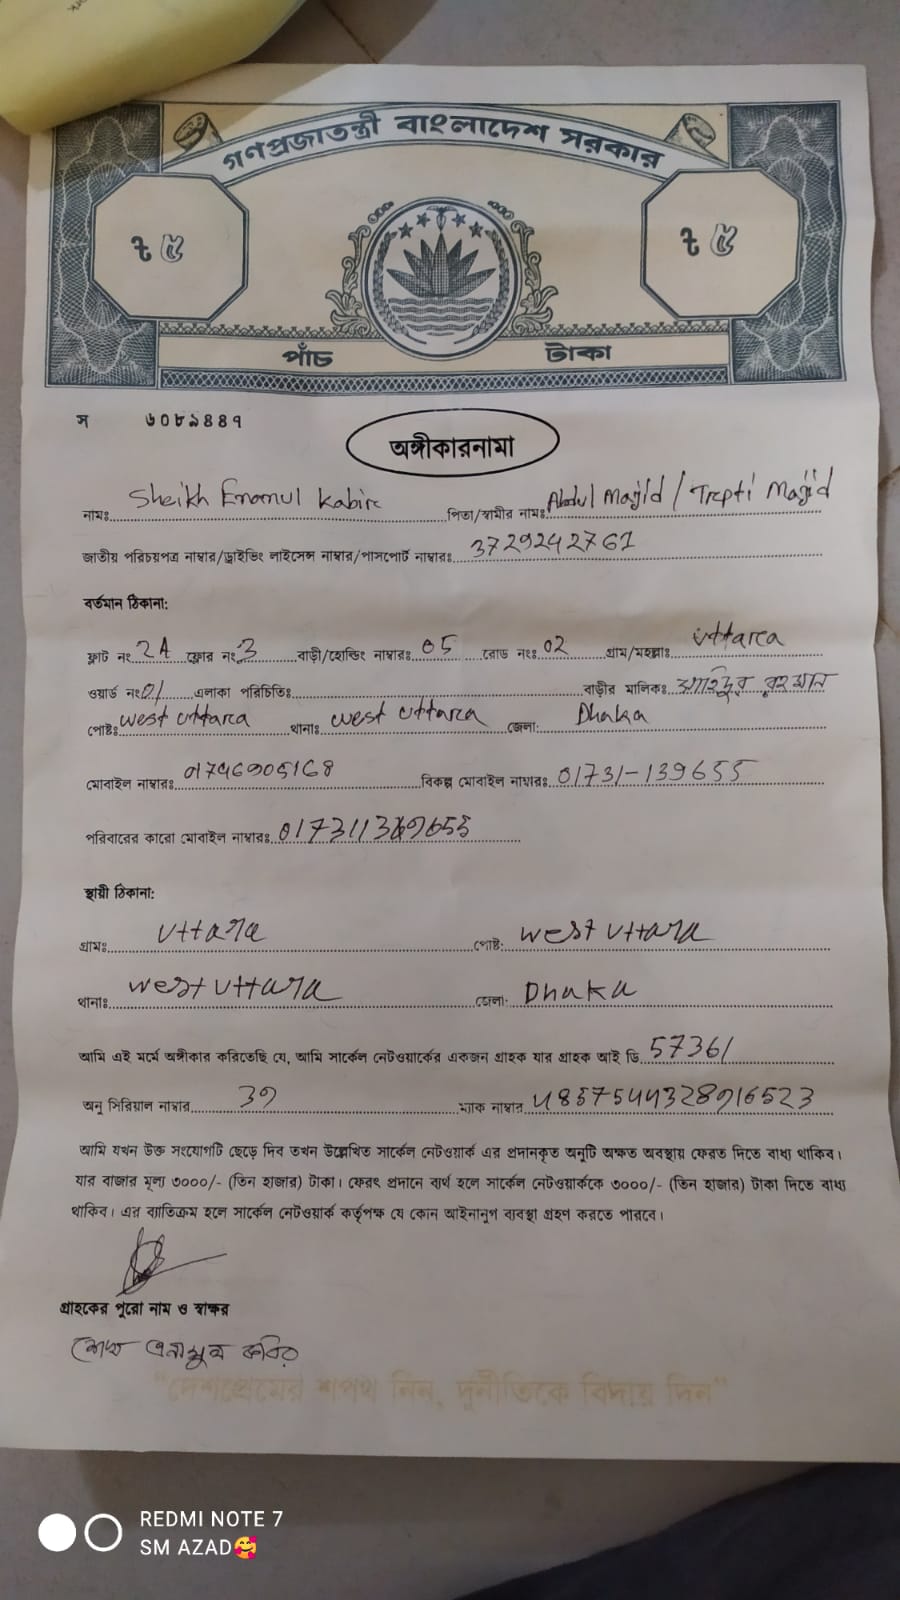 গণপ্রজাতন্ত্রী বাংলাদেশ সরকার
৳ ৫ ৳ ৫
পাঁচ টাকা
স ৬০৮৯৪৪৭
অঙ্গীকারনামা
নামঃ Sheikh Enamul Kabir পিতা/স্বামীর নামঃ Abdul Majid / Trepti Majid
জাতীয় পরিচয়পত্র নাম্বার/ড্রাইভিং লাইসেন্স নাম্বার/পাসপোর্ট নাম্বারঃ 3729242761
বর্তমান ঠিকানা:
ফ্লাট নং 2A ফ্লোর নং 3 বাড়ী/হোল্ডিং নাম্বারঃ 05 রোড নংঃ 02 গ্রাম/মহল্লাঃ Uttara
ওয়ার্ড নং 01 এলাকা পরিচিতিঃ বাড়ীর মালিকঃ রহমান
পোষ্টঃ West Uttara থানাঃ West Uttara জেলা: Dhaka
মোবাইল নাম্বারঃ 01746905168 বিকল্প মোবাইল নাম্বারঃ 01731-139655
পরিবারের কারো মোবাইল নাম্বারঃ
স্থায়ী ঠিকানা:
গ্রামঃ Uttara পোষ্ট: West Uttara
থানাঃ West Uttara জেলা: Dhaka
আমি এই মর্মে অঙ্গীকার করিতেছি যে, আমি সার্কেল নেটওয়ার্কের একজন গ্রাহক যার গ্রাহক আই ডি 57361
অনু সিরিয়াল নাম্বার 39 ম্যাক নাম্বার
আমি যখন উক্ত সংযোগটি ছেড়ে দিব তখন উল্লেখিত সার্কেল নেটওয়ার্ক এর প্রদানকৃত অনুটি অক্ষত অবস্থায় ফেরত দিতে বাধ্য থাকিব।
যার বাজার মূল্য ৩০০০/- (তিন হাজার) টাকা। ফেরৎ প্রদানে ব্যর্থ হলে সার্কেল নেটওয়ার্ককে ৩০০০/- (তিন হাজার) টাকা দিতে বাধ্য
থাকিব। এর ব্যতিক্রম হলে সার্কেল নেটওয়ার্ক কর্তৃপক্ষ যে কোন আইনানুগ ব্যবস্থা গ্রহণ করতে পারবে।
গ্রাহকের পুরো নাম ও স্বাক্ষর
শেখ এনামুল কবির
"দেশপ্রেমের শপথ নিন, দুর্নীতিকে বিদায় দিন"
REDMI NOTE 7
SM AZAD🥰